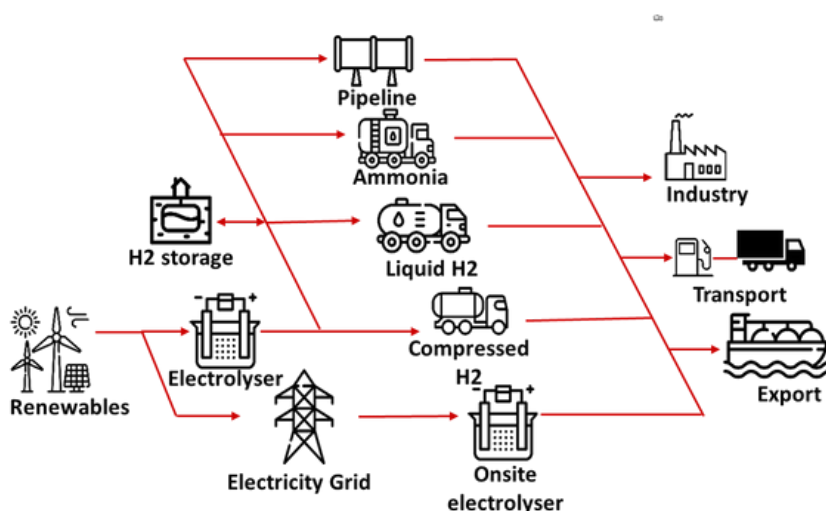 Pipeline
Ammonia
Industry
H2 storage
Liquid H2
Transport
Renewables
Electrolyser
Compressed
H2
Export
Electricity Grid
Onsite
electrolyser